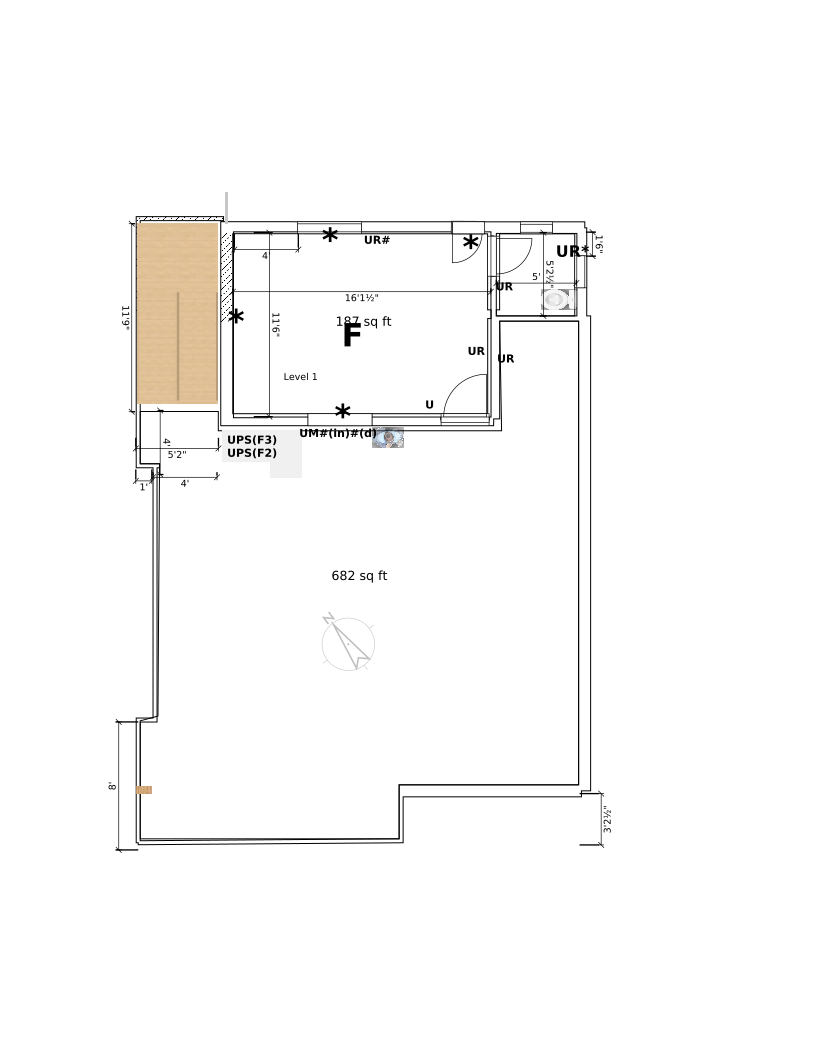 *
UR#
*
UR*
1'6"
4'
5'2½"
5'
UR
16'1½"
11'9"
*
11'6"
187 sq ft
F
UR
UR
Level 1
*
U
UM#(in)#(d)
UPS(F3)
UPS(F2)
4'
5'2"
1'
4'
682 sq ft
N
8'
3'2½"